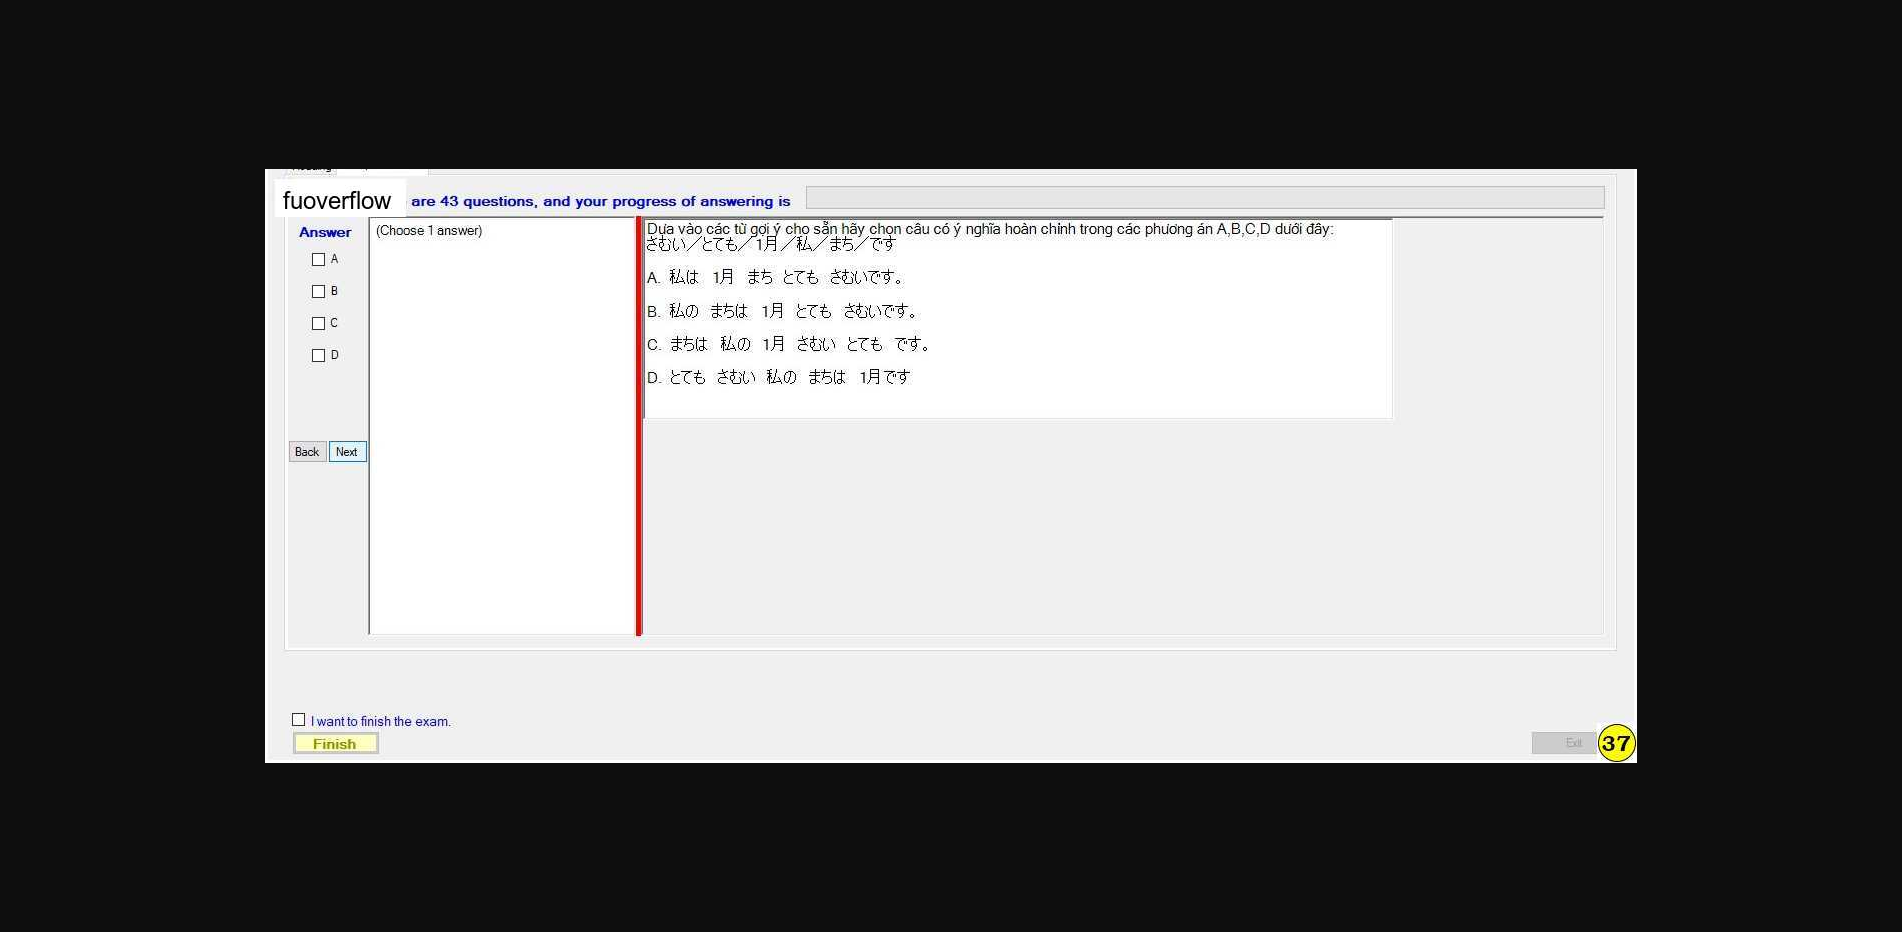 fuoverflow are 43 questions, and your progress of answering is
Answer
(Choose 1 answer)
A
B
C
D
Back Next
Dựa vào các từ gợi ý cho sẵn hãy chọn câu có ý nghĩa hoàn chỉnh trong các phương án A,B,C,D dưới đây:
さむい／とても／1月／私／まち／です
A. 私は 1月 まち とても さむいです。
B. 私の まちは 1月 とても さむいです。
C. まちは 私の 1月 さむい とても です。
D. とても さむい 私の まちは 1月です
I want to finish the exam.
Finish
Exit
37